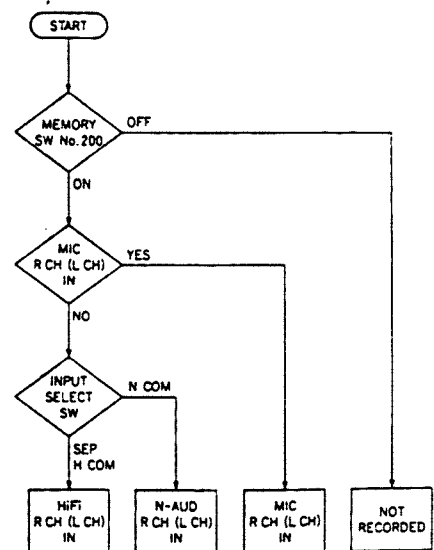 START
MEMORY
SW No.200
OFF
ON
MIC
R CH (L CH)
IN
YES
NO
INPUT
SELECT
SW
N COM
SEP
H COM
HiFi
R CH (L CH)
IN
N-AUD
R CH (L CH)
IN
MIC
R CH (L CH)
IN
NOT
RECORDED